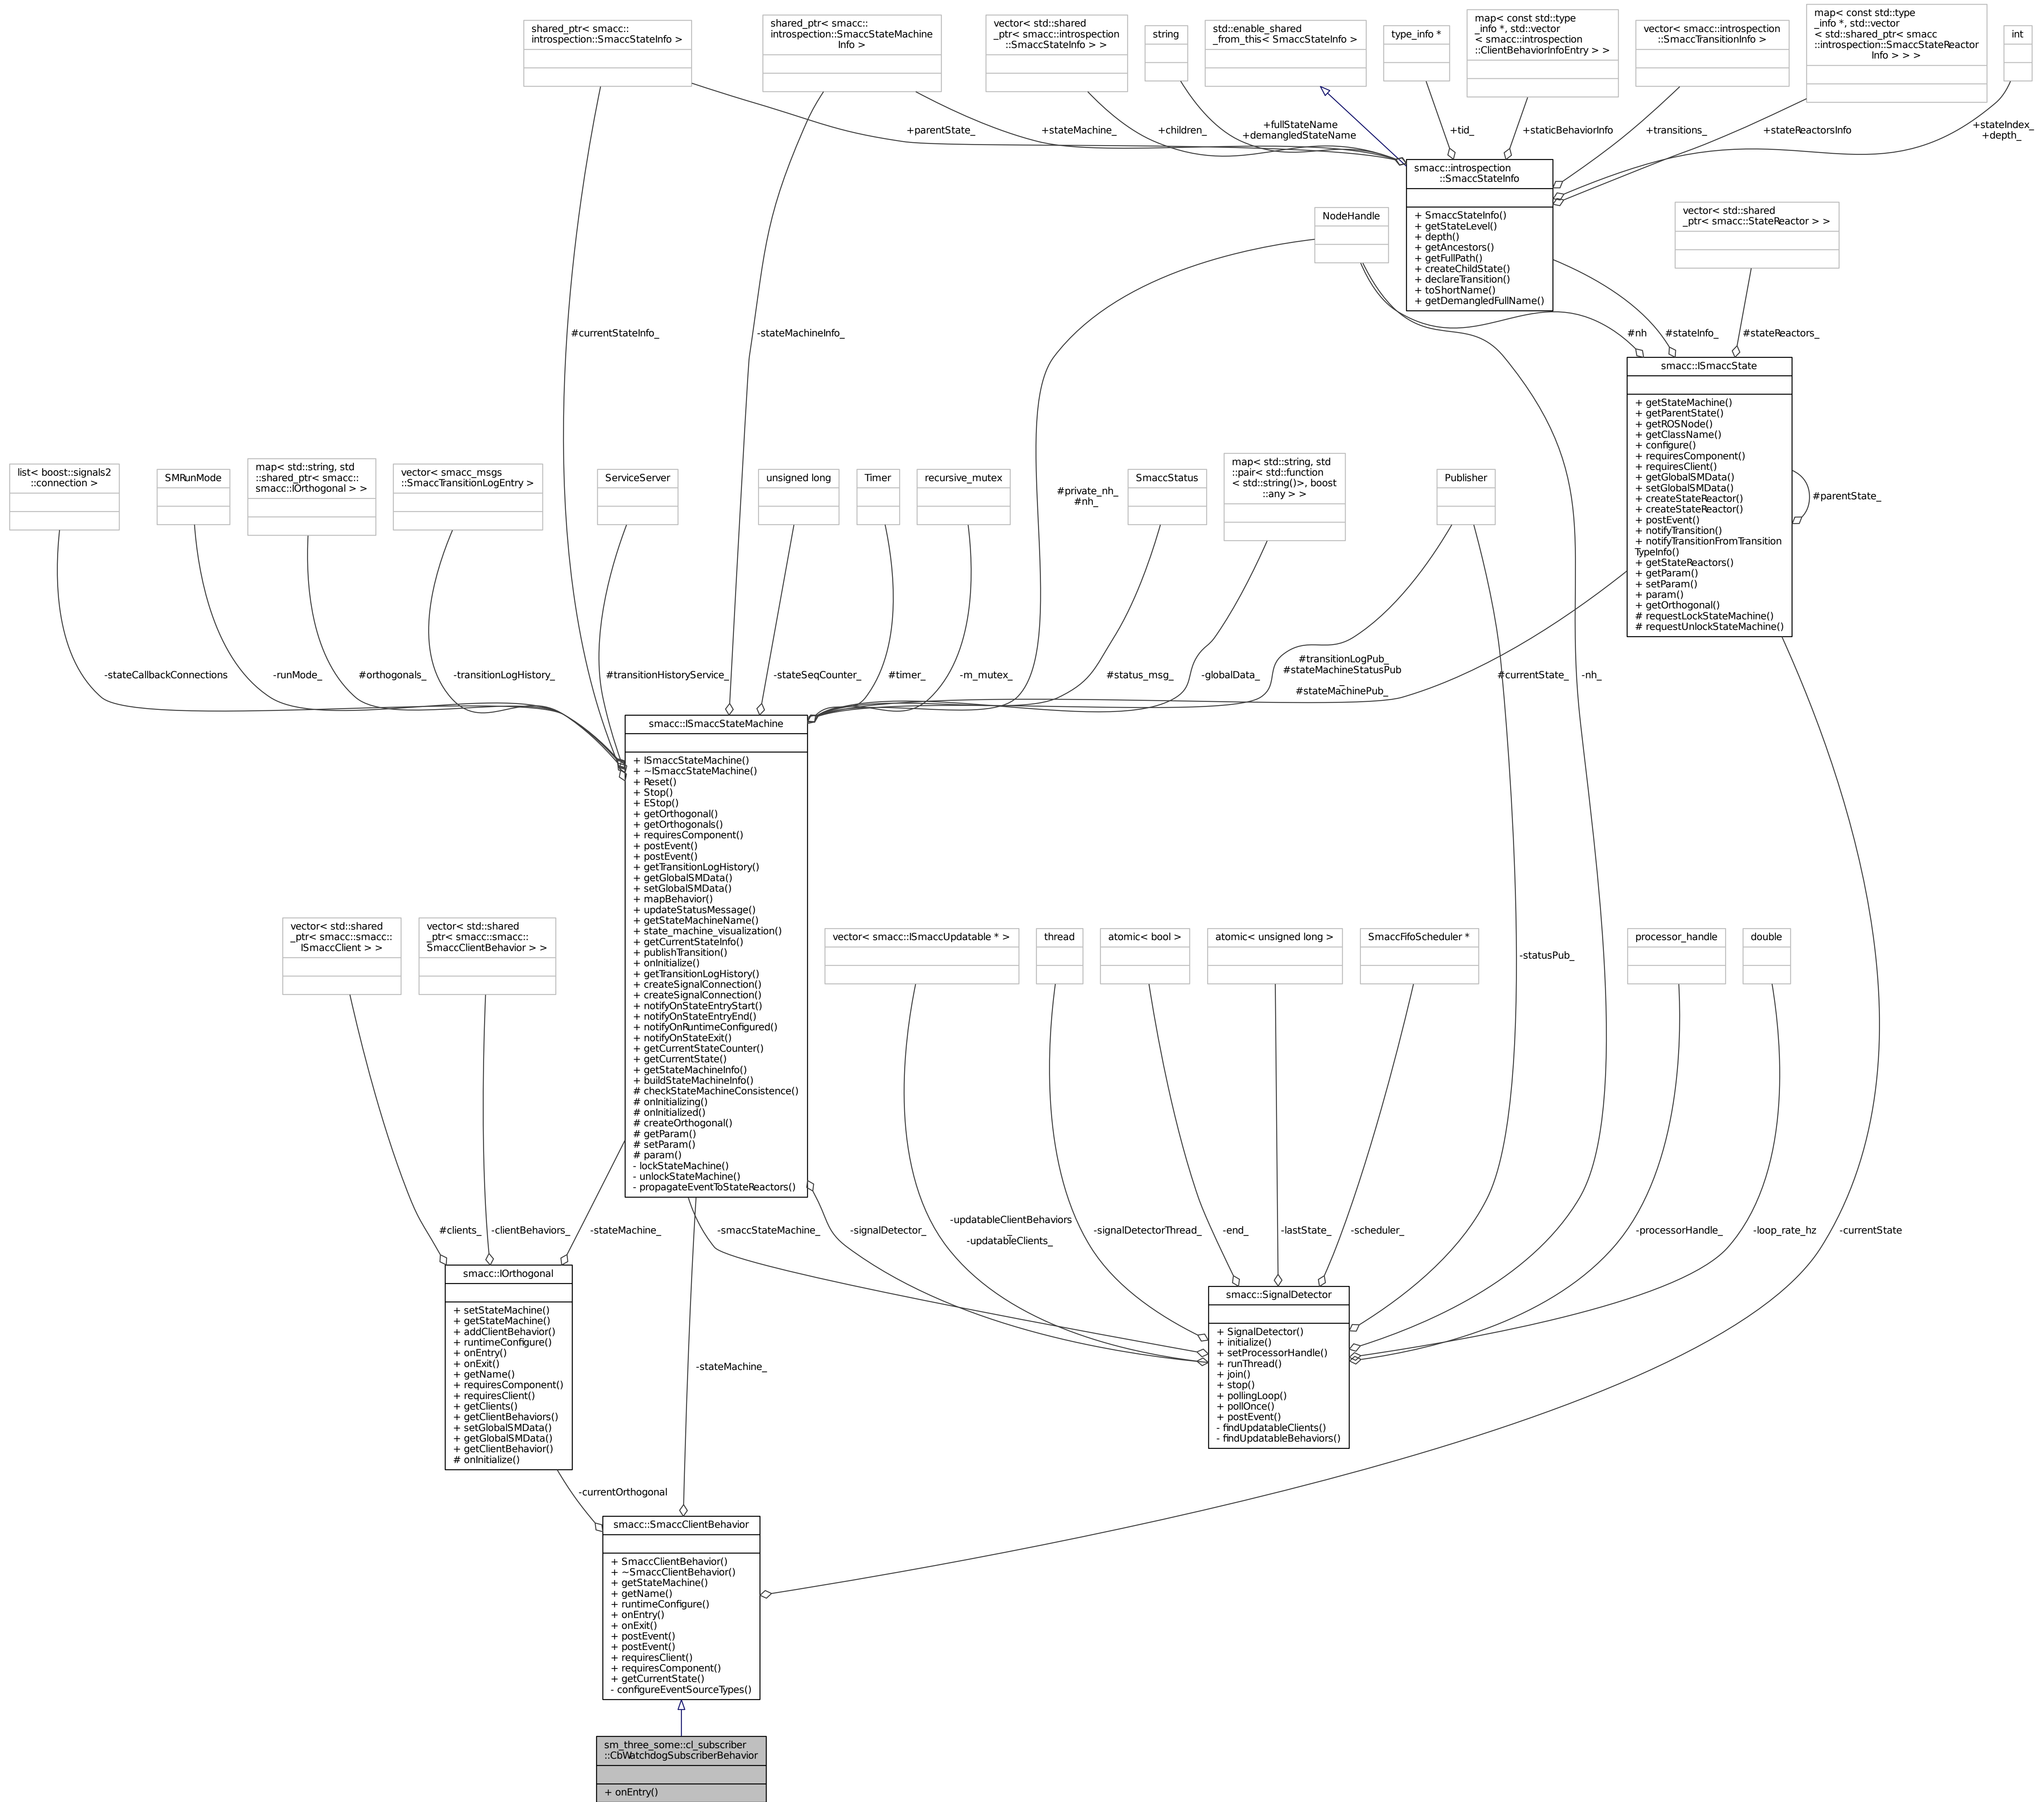 shared_ptr< smacc::
introspection::SmaccStateInfo >
shared_ptr< smacc::
introspection::SmaccStateMachine
Info >
vector< std::shared
_ptr< smacc::introspection
::SmaccStateInfo > >
string
std::enable_shared
_from_this< SmaccStateInfo >
type_info *
map< const std::type
_info *, std::vector
< smacc::introspection
::ClientBehaviorInfoEntry > >
vector< smacc::introspection
::SmaccTransitionInfo >
map< const std::type
_info *, std::vector
< std::shared_ptr< smacc
::introspection::SmaccStateReactor
Info > > >
int
+parentState_
+stateMachine_
+children_
+fullStateName
+demangledStateName
+tid_
+staticBehaviorInfo
+transitions_
+stateReactorsInfo
+stateIndex_
+depth_
smacc::introspection
::SmaccStateInfo
+ SmaccStateInfo()
+ getStateLevel()
+ depth()
+ getAncestors()
+ getFullPath()
+ createChildState()
+ declareTransition()
+ toShortName()
+ getDemangledFullName()
NodeHandle
vector< std::shared
_ptr< smacc::StateReactor > >
#currentStateInfo_
-stateMachineInfo_
#nh
#stateInfo_
#stateReactors_
smacc::ISmaccState
+ getStateMachine()
+ getParentState()
+ getROSNode()
+ getClassName()
+ configure()
+ requiresComponent()
+ requiresClient()
+ getGlobalSMData()
+ setGlobalSMData()
+ createStateReactor()
+ createStateReactor()
+ postEvent()
+ notifyTransition()
+ notifyTransitionFromTransition
TypeInfo()
+ getStateReactors()
+ getParam()
+ setParam()
+ param()
+ getOrthogonal()
# requestLockStateMachine()
# requestUnlockStateMachine()
#parentState_
list< boost::signals2
::connection >
SMRunMode
map< std::string, std
::shared_ptr< smacc::
smacc::IOrthogonal > >
vector< smacc_msgs
::SmaccTransitionLogEntry >
ServiceServer
unsigned long
Timer
recursive_mutex
#private_nh_
#nh_
SmaccStatus
map< std::string, std
::pair< std::function
< std::string()>, boost
::any > >
Publisher
-stateCallbackConnections
-runMode_
#orthogonals_
-transitionLogHistory_
#transitionHistoryService_
-stateSeqCounter_
#timer_
-m_mutex_
#status_msg_
-globalData_
#transitionLogPub_
#stateMachineStatusPub
_
#stateMachinePub_
#currentState_
-nh_
smacc::ISmaccStateMachine
+ ISmaccStateMachine()
+ ~ISmaccStateMachine()
+ Reset()
+ Stop()
+ EStop()
+ getOrthogonal()
+ getOrthogonals()
+ requiresComponent()
+ postEvent()
+ postEvent()
+ getTransitionLogHistory()
+ getGlobalSMData()
+ setGlobalSMData()
+ mapBehavior()
+ updateStatusMessage()
+ getStateMachineName()
+ state_machine_visualization()
+ getCurrentStateInfo()
+ publishTransition()
+ onInitialize()
+ getTransitionLogHistory()
+ createSignalConnection()
+ createSignalConnection()
+ notifyOnStateEntryStart()
+ notifyOnStateEntryEnd()
+ notifyOnRuntimeConfigured()
+ notifyOnStateExit()
+ getCurrentStateCounter()
+ getCurrentState()
+ getStateMachineInfo()
+ buildStateMachineInfo()
# checkStateMachineConsistence()
# onInitializing()
# onInitialized()
# createOrthogonal()
# getParam()
# setParam()
# param()
- lockStateMachine()
- unlockStateMachine()
- propagateEventToStateReactors()
vector< std::shared
_ptr< smacc::smacc::
ISmaccClient > >
vector< std::shared
_ptr< smacc::smacc::
SmaccClientBehavior > >
vector< smacc::ISmaccUpdatable * >
thread
atomic< bool >
atomic< unsigned long >
SmaccFifoScheduler *
-statusPub_
processor_handle
double
#clients_
-clientBehaviors_
-stateMachine_
-smaccStateMachine_
-signalDetector_
-updatableClientBehaviors
_
-updatableClients_
-signalDetectorThread_
-end_
-lastState_
-scheduler_
-processorHandle_
-loop_rate_hz
-currentState
smacc::IOrthogonal
+ setStateMachine()
+ getStateMachine()
+ addClientBehavior()
+ runtimeConfigure()
+ onEntry()
+ onExit()
+ getName()
+ requiresComponent()
+ requiresClient()
+ getClients()
+ getClientBehaviors()
+ setGlobalSMData()
+ getGlobalSMData()
+ getClientBehavior()
# onInitialize()
smacc::SignalDetector
+ SignalDetector()
+ initialize()
+ setProcessorHandle()
+ runThread()
+ join()
+ stop()
+ pollingLoop()
+ pollOnce()
+ postEvent()
- findUpdatableClients()
- findUpdatableBehaviors()
-stateMachine_
-currentOrthogonal
smacc::SmaccClientBehavior
+ SmaccClientBehavior()
+ ~SmaccClientBehavior()
+ getStateMachine()
+ getName()
+ runtimeConfigure()
+ onEntry()
+ onExit()
+ postEvent()
+ postEvent()
+ requiresClient()
+ requiresComponent()
+ getCurrentState()
- configureEventSourceTypes()
sm_three_some::cl_subscriber
::CbWatchdogSubscriberBehavior
+ onEntry()